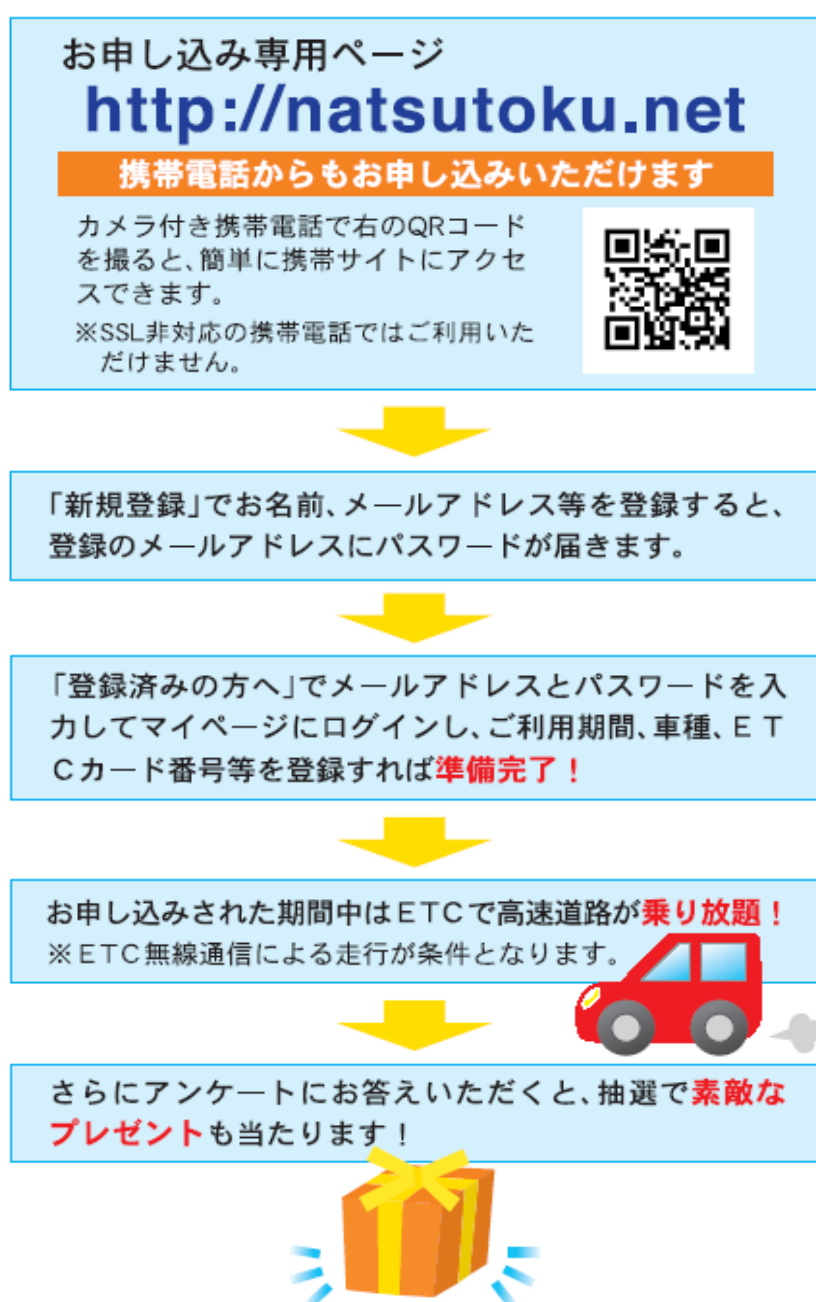 お申し込み専用ページ
http://natsutoku.net
携帯電話からもお申し込みいただけます
カメラ付き携帯電話で右のQRコード
を撮ると、簡単に携帯サイトにアクセ
スできます。
※SSL非対応の携帯電話ではご利用いた
だけません。
「新規登録」でお名前、メールアドレス等を登録すると、
登録のメールアドレスにパスワードが届きます。
「登録済みの方へ」でメールアドレスとパスワードを入
力してマイページにログインし、ご利用期間、車種、ＥＴ
Ｃカード番号等を登録すれば準備完了！
お申し込みされた期間中はＥＴＣで高速道路が乗り放題！
※ＥＴＣ無線通信による走行が条件となります。
さらにアンケートにお答えいただくと、抽選で素敵な
プレゼントも当たります！